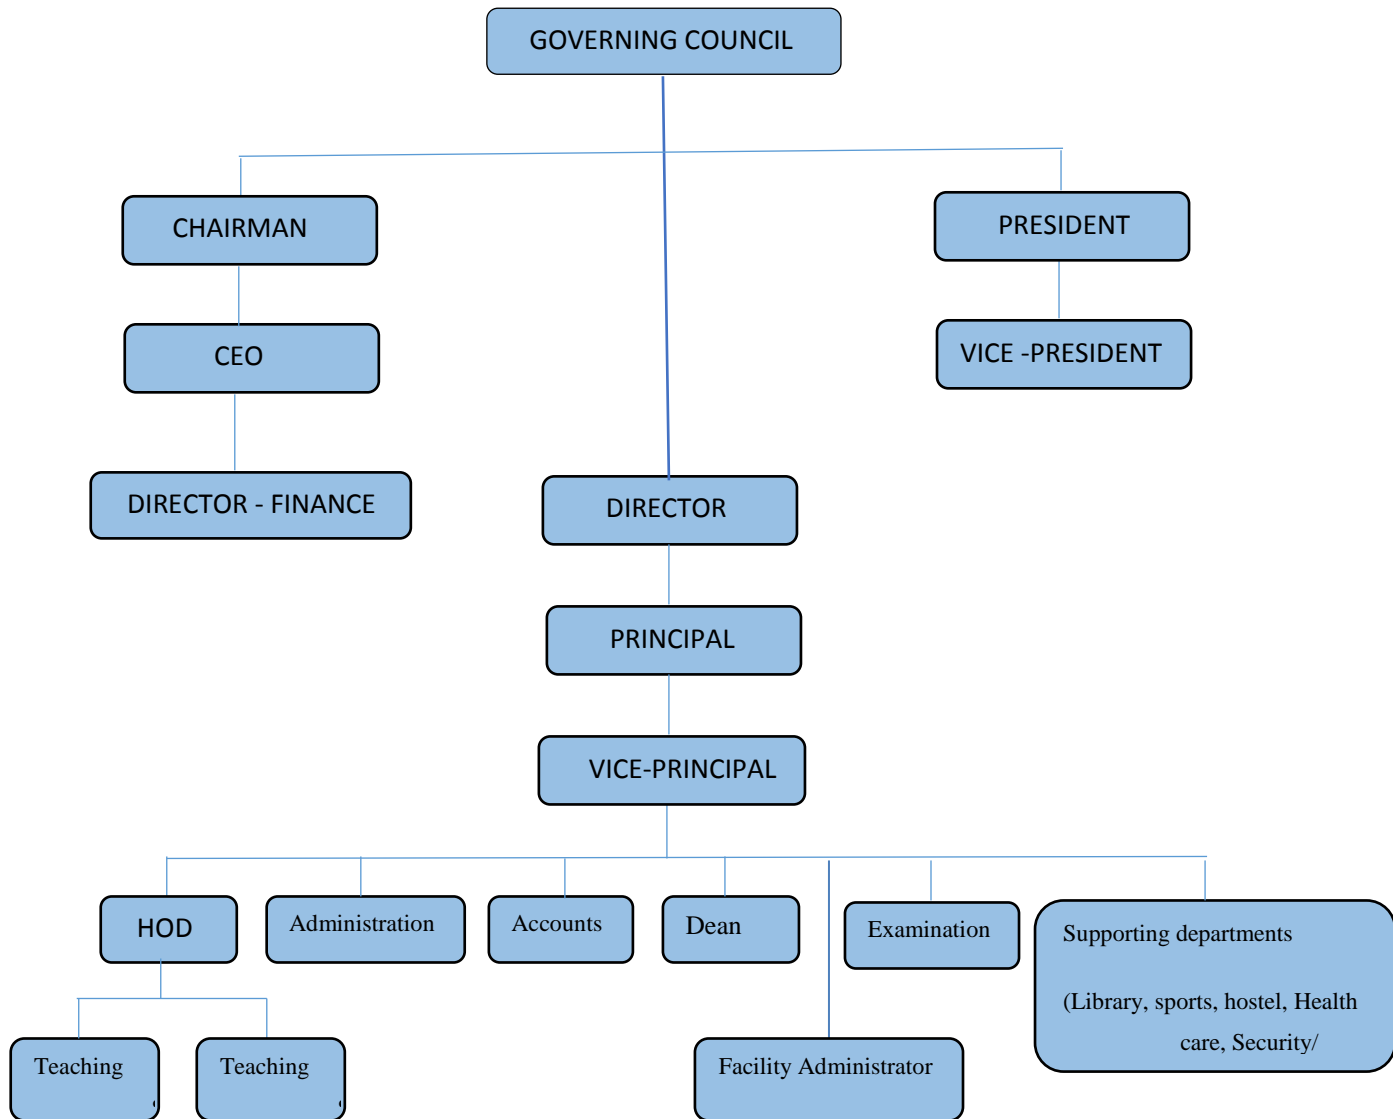 GOVERNING COUNCIL
CHAIRMAN
PRESIDENT
CEO
VICE -PRESIDENT
DIRECTOR - FINANCE
DIRECTOR
PRINCIPAL
VICE-PRINCIPAL
HOD
Administration
Accounts
Dean
Examination
Supporting departments
(Library, sports, hostel, Health
care, Security/
Teaching
Teaching
Facility Administrator